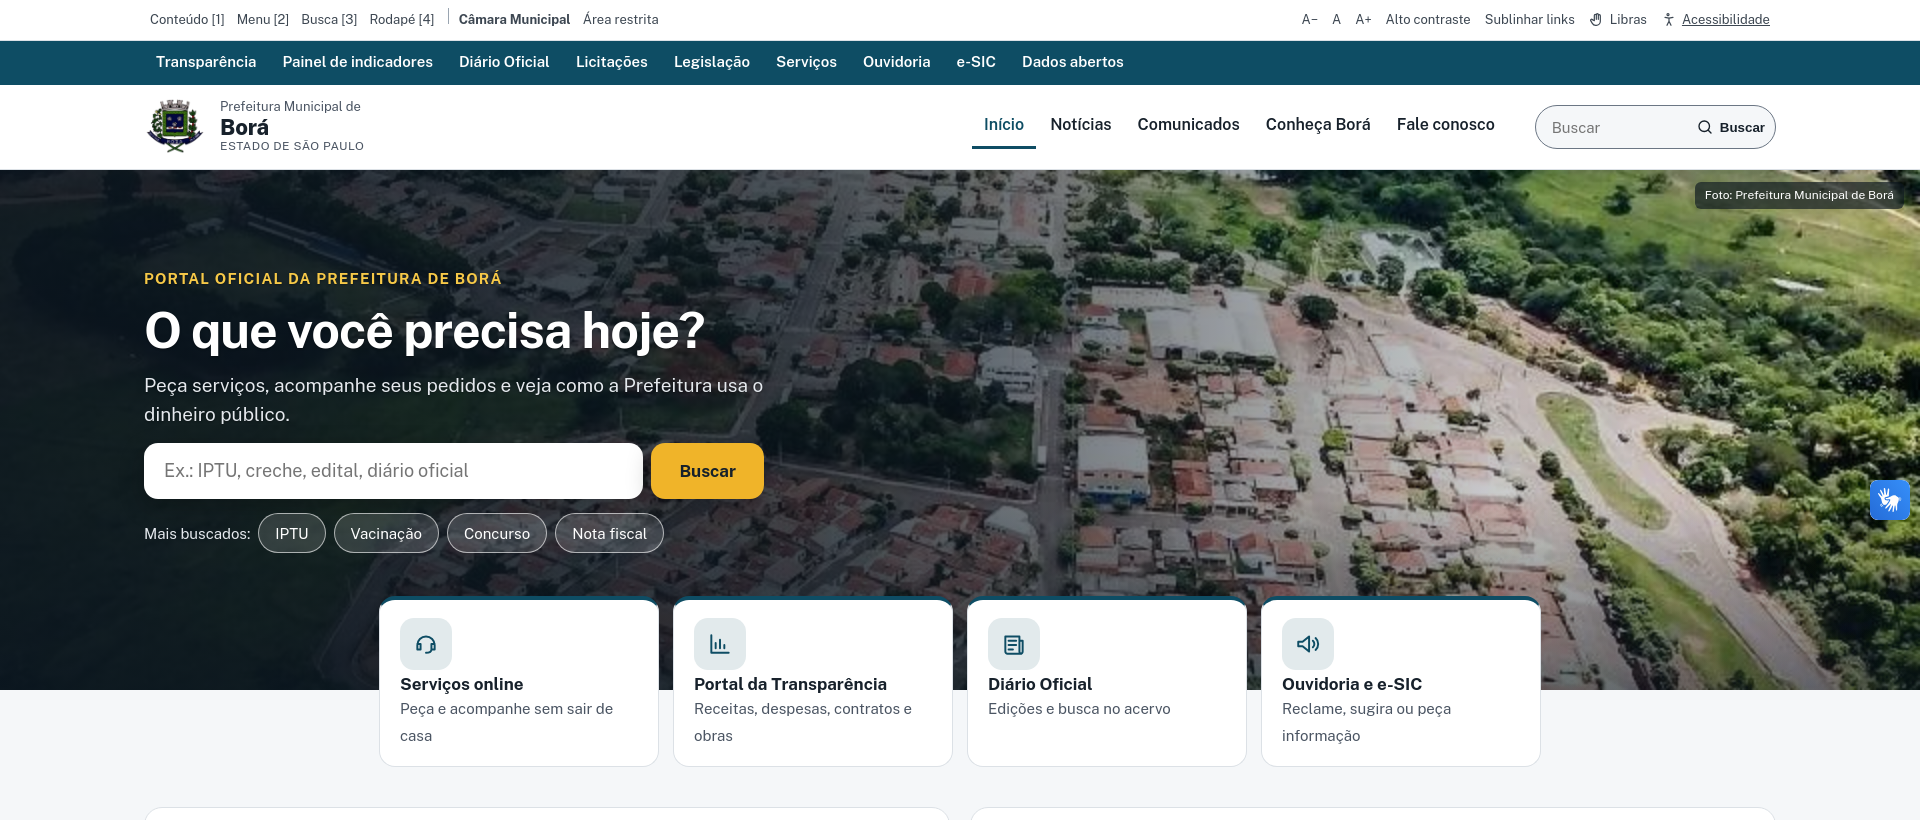 Conteúdo [1] Menu [2] Busca [3] Rodapé [4] Câmara Municipal Área restrita A− A A+ Alto contraste Sublinhar links Libras Acessibilidade
Transparência Painel de indicadores Diário Oficial Licitações Legislação Serviços Ouvidoria e-SIC Dados abertos
Prefeitura Municipal de
Borá
ESTADO DE SÃO PAULO
Início Notícias Comunicados Conheça Borá Fale conosco Buscar Buscar
Foto: Prefeitura Municipal de Borá
PORTAL OFICIAL DA PREFEITURA DE BORÁ
O que você precisa hoje?
Peça serviços, acompanhe seus pedidos e veja como a Prefeitura usa o
dinheiro público.
Ex.: IPTU, creche, edital, diário oficial Buscar
Mais buscados: IPTU Vacinação Concurso Nota fiscal
Serviços online
Peça e acompanhe sem sair de
casa
Portal da Transparência
Receitas, despesas, contratos e
obras
Diário Oficial
Edições e busca no acervo
Ouvidoria e e-SIC
Reclame, sugira ou peça
informação